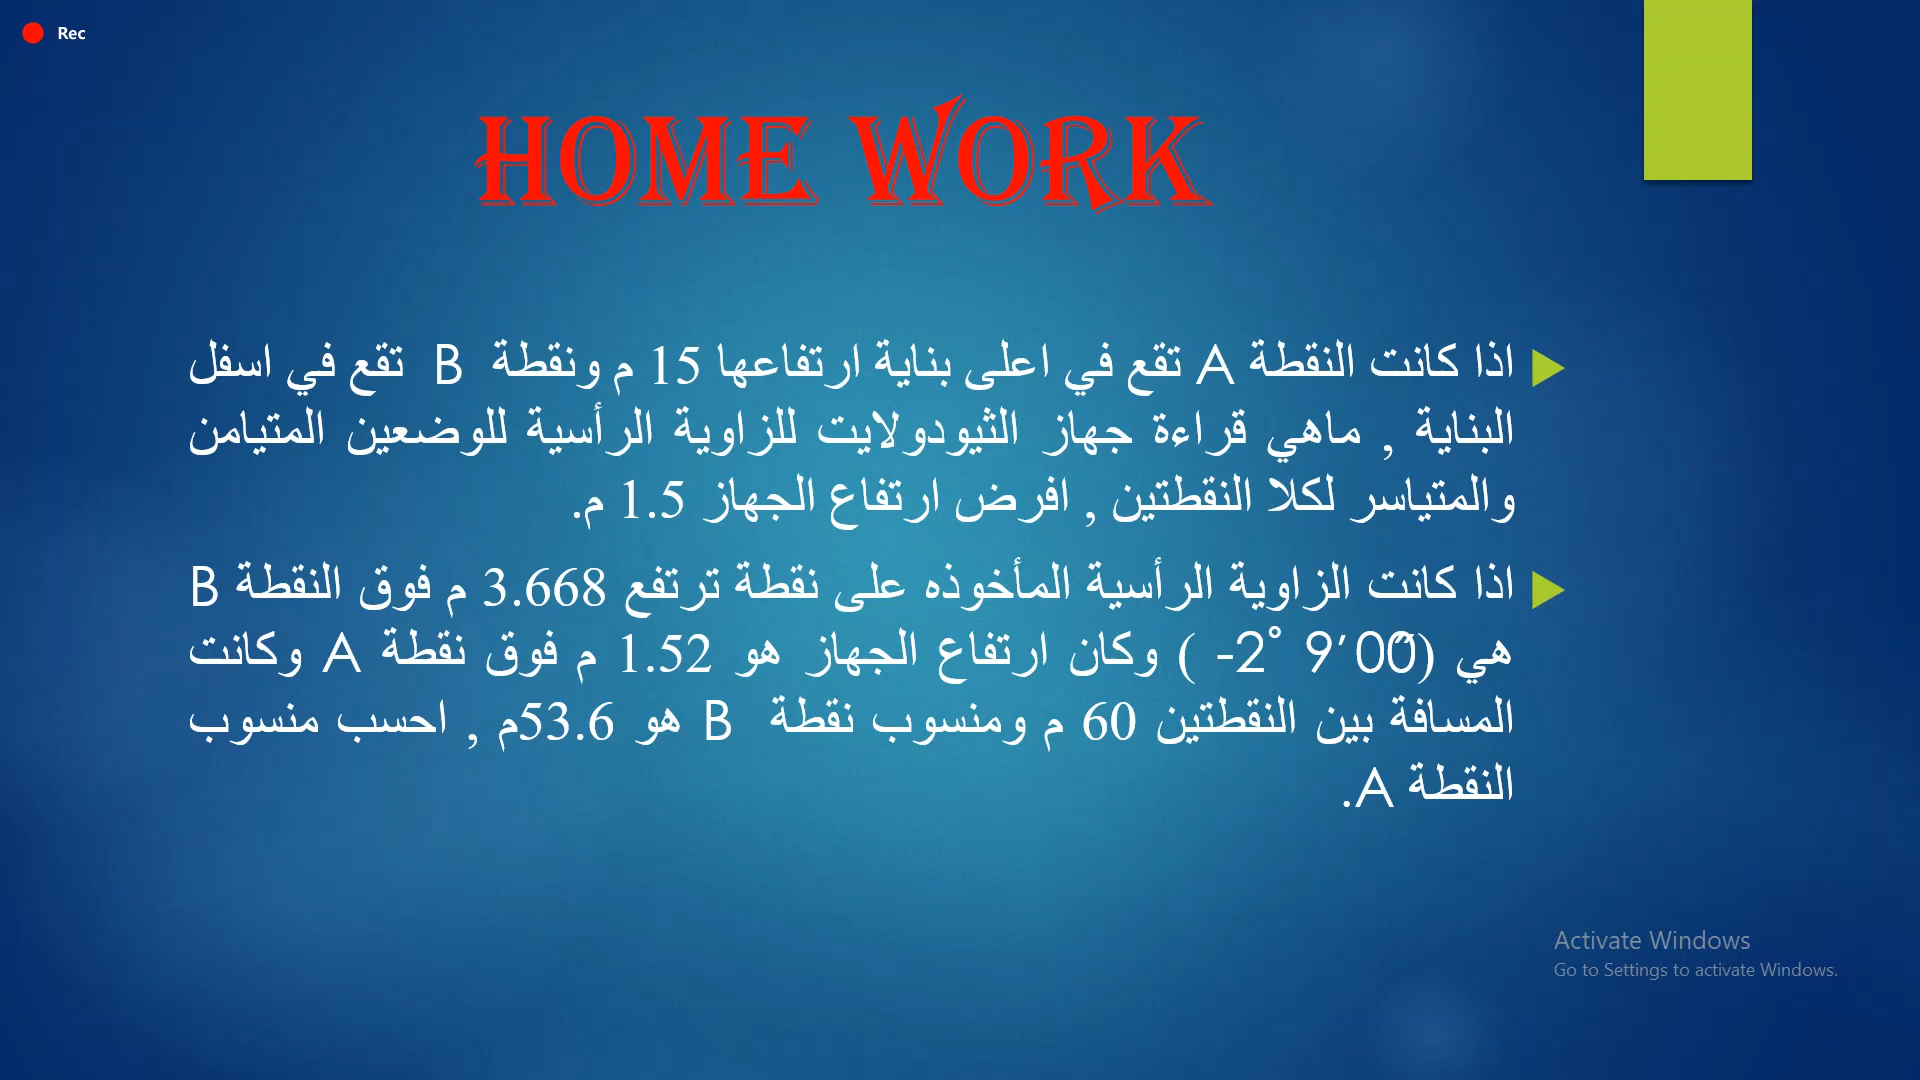 Rec
HOME WORK
اذا كانت النقطة A تقع في اعلى بناية ارتفاعها 15 م ونقطة B تقع في اسفل
البناية , ماهي قراءة جهاز الثيودولايت للزاوية الرأسية للوضعين المتيامن
والمتياسر لكلا النقطتين , افرض ارتفاع الجهاز 1.5 م.
اذا كانت الزاوية الرأسية المأخوذه على نقطة ترتفع 3.668 م فوق النقطة B
هي (-2˚ 9′00″ ) وكان ارتفاع الجهاز هو 1.52 م فوق نقطة A وكانت
المسافة بين النقطتين 60 م ومنسوب نقطة B هو 53.6م , احسب منسوب
النقطة A.
Activate Windows
Go to Settings to activate Windows.